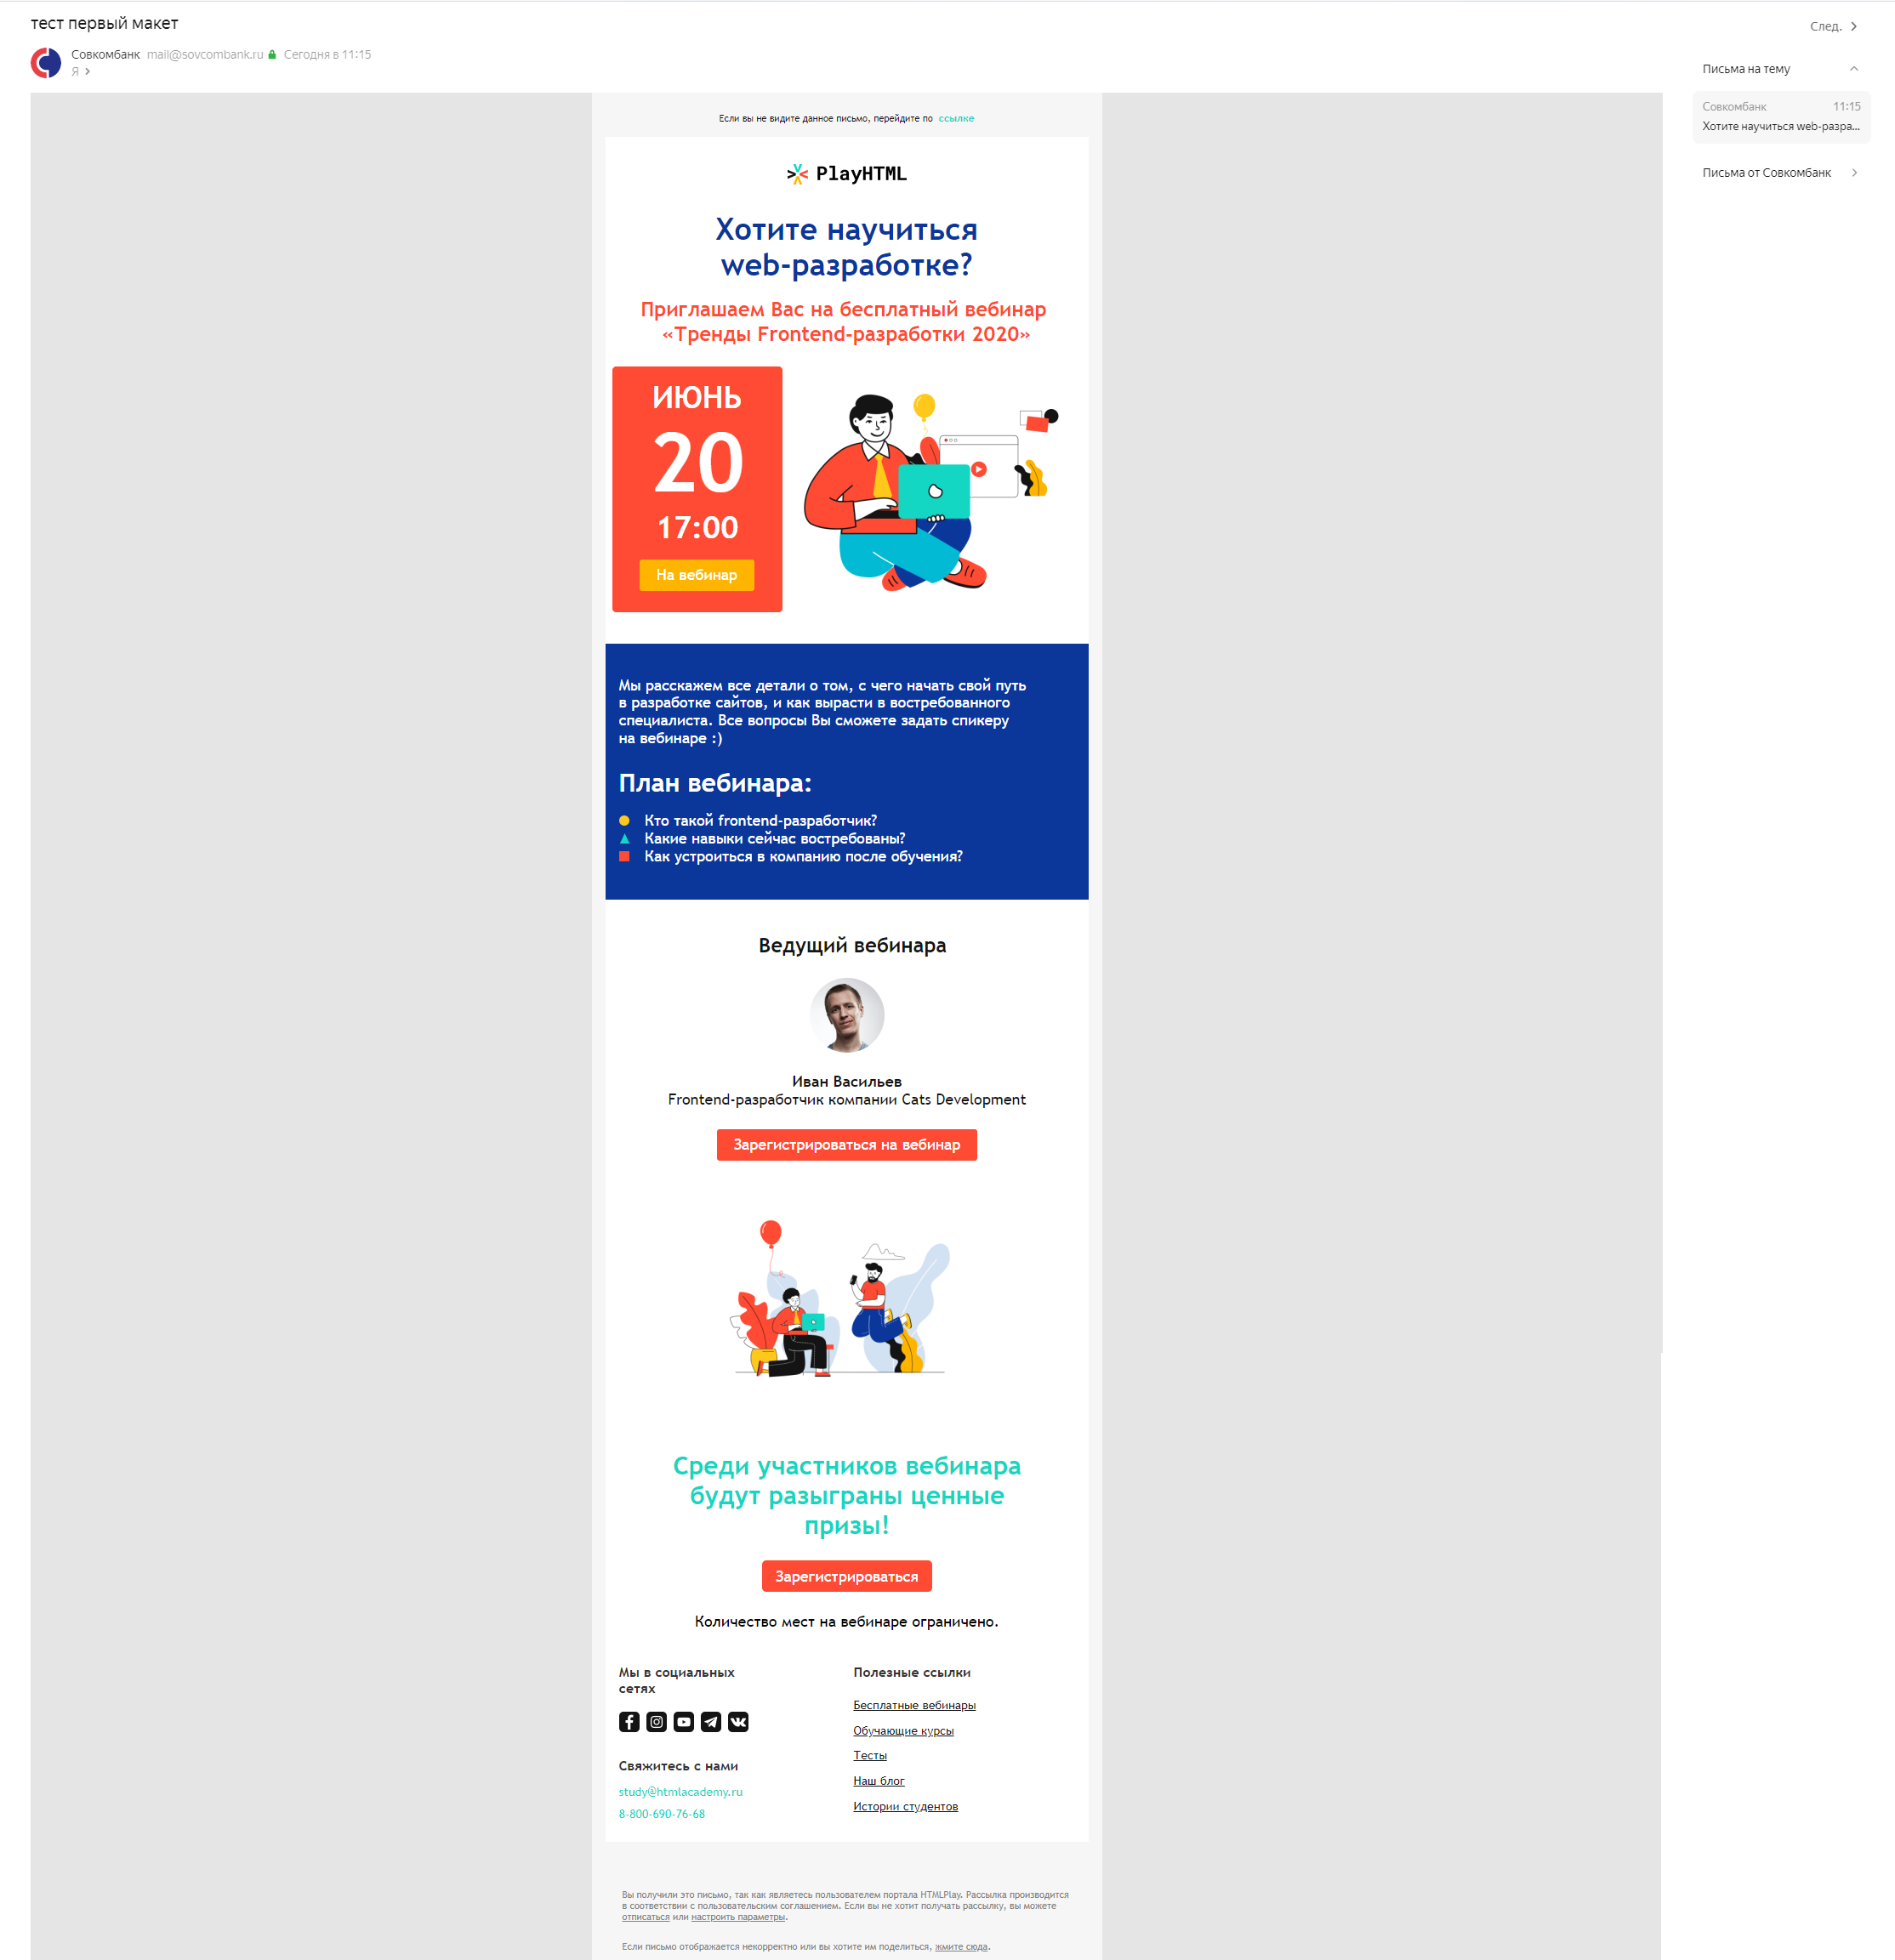 тест первый макет
След.
Совкомбанк mail@sovcombank.ru Сегодня в 11:15
Я
Письма на тему
Совкомбанк 11:15
Хотите научиться web-разра...
Письма от Совкомбанк
Если вы не видите данное письмо, перейдите по ссылке
PlayHTML
Хотите научиться
web-разработке?
Приглашаем Вас на бесплатный вебинар
«Тренды Frontend-разработки 2020»
ИЮНЬ
20
17:00
На вебинар
Мы расскажем все детали о том, с чего начать свой путь
в разработке сайтов, и как вырасти в востребованного
специалиста. Все вопросы Вы сможете задать спикеру
на вебинаре :)
План вебинара:
Кто такой frontend-разработчик?
Какие навыки сейчас востребованы?
Как устроиться в компанию после обучения?
Ведущий вебинара
Иван Васильев
Frontend-разработчик компании Cats Development
Зарегистрироваться на вебинар
Среди участников вебинара
будут разыграны ценные
призы!
Зарегистрироваться
Количество мест на вебинаре ограничено.
Мы в социальных
сетях
Свяжитесь с нами
study@htmlacademy.ru
8-800-690-76-68
Полезные ссылки
Бесплатные вебинары
Обучающие курсы
Тесты
Наш блог
Истории студентов
Вы получили это письмо, так как являетесь пользователем портала HTMLPlay. Рассылка производится
в соответствии с пользовательским соглашением. Если вы не хотит получать рассылку, вы можете
отписаться или настроить параметры.
Если письмо отображается некорректно или вы хотите им поделиться, жмите сюда.